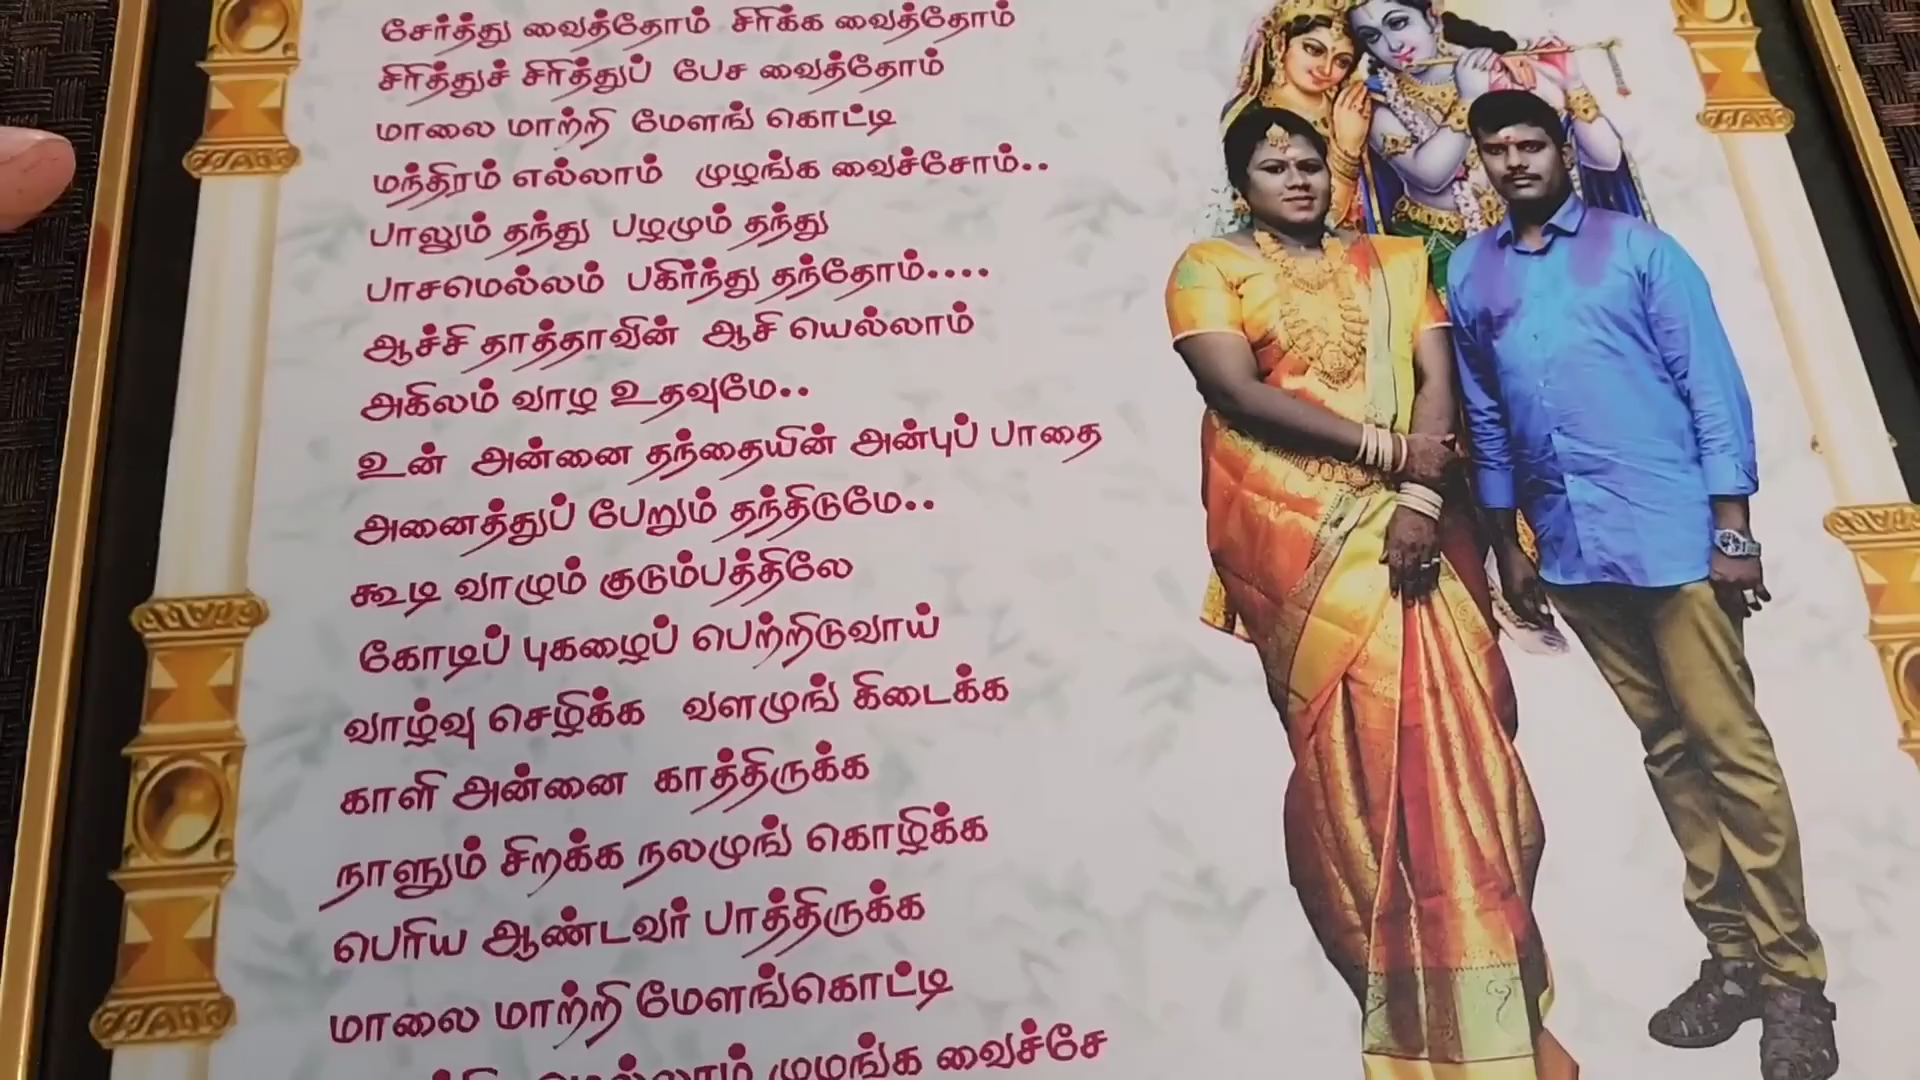 சேர்த்து வைத்தோம் சிரிக்க வைத்தோம்
சிரித்துச் சிரித்துப் பேச வைத்தோம்
மாலை மாற்றி மேளங் கொட்டி
மந்திரம் எல்லாம் முழங்க வைச்சோம்..
பாலும் தந்து பழமும் தந்து
பாசமெல்லம் பகிர்ந்து தந்தோம்....
ஆச்சி தாத்தாவின் ஆசி யெல்லாம்
அகிலம் வாழ உதவுமே..
உன் அன்னை தந்தையின் அன்புப் பாதை
அனைத்துப் பேறும் தந்திடுமே..
கூடி வாழும் குடும்பத்திலே
கோடிப் புகழைப் பெற்றிடுவாய்
வாழ்வு செழிக்க வளமுங் கிடைக்க
காளி அன்னை காத்திருக்க
நாளும் சிறக்க நலமுங் கொழிக்க
பெரிய ஆண்டவர் பாத்திருக்க
மாலை மாற்றி மேளங்கொட்டி
முழங்க வைச்சே